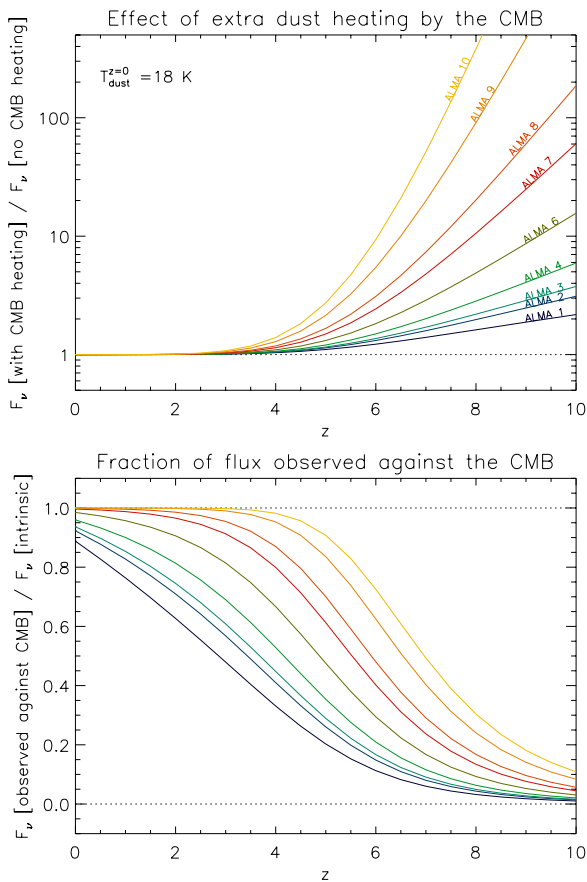 Effect of extra dust heating by the CMB
F_ν [with CMB heating] / F_ν [no CMB heating]
T_dust^z=0 = 18 K
100
10
1
ALMA 10
ALMA 9
ALMA 8
ALMA 7
ALMA 6
ALMA 4
ALMA 3
ALMA 2
ALMA 1
0 2 4 6 8 10
z
Fraction of flux observed against the CMB
F_ν [observed against CMB] / F_ν [intrinsic]
1.0
0.8
0.6
0.4
0.2
0.0
0 2 4 6 8 10
z